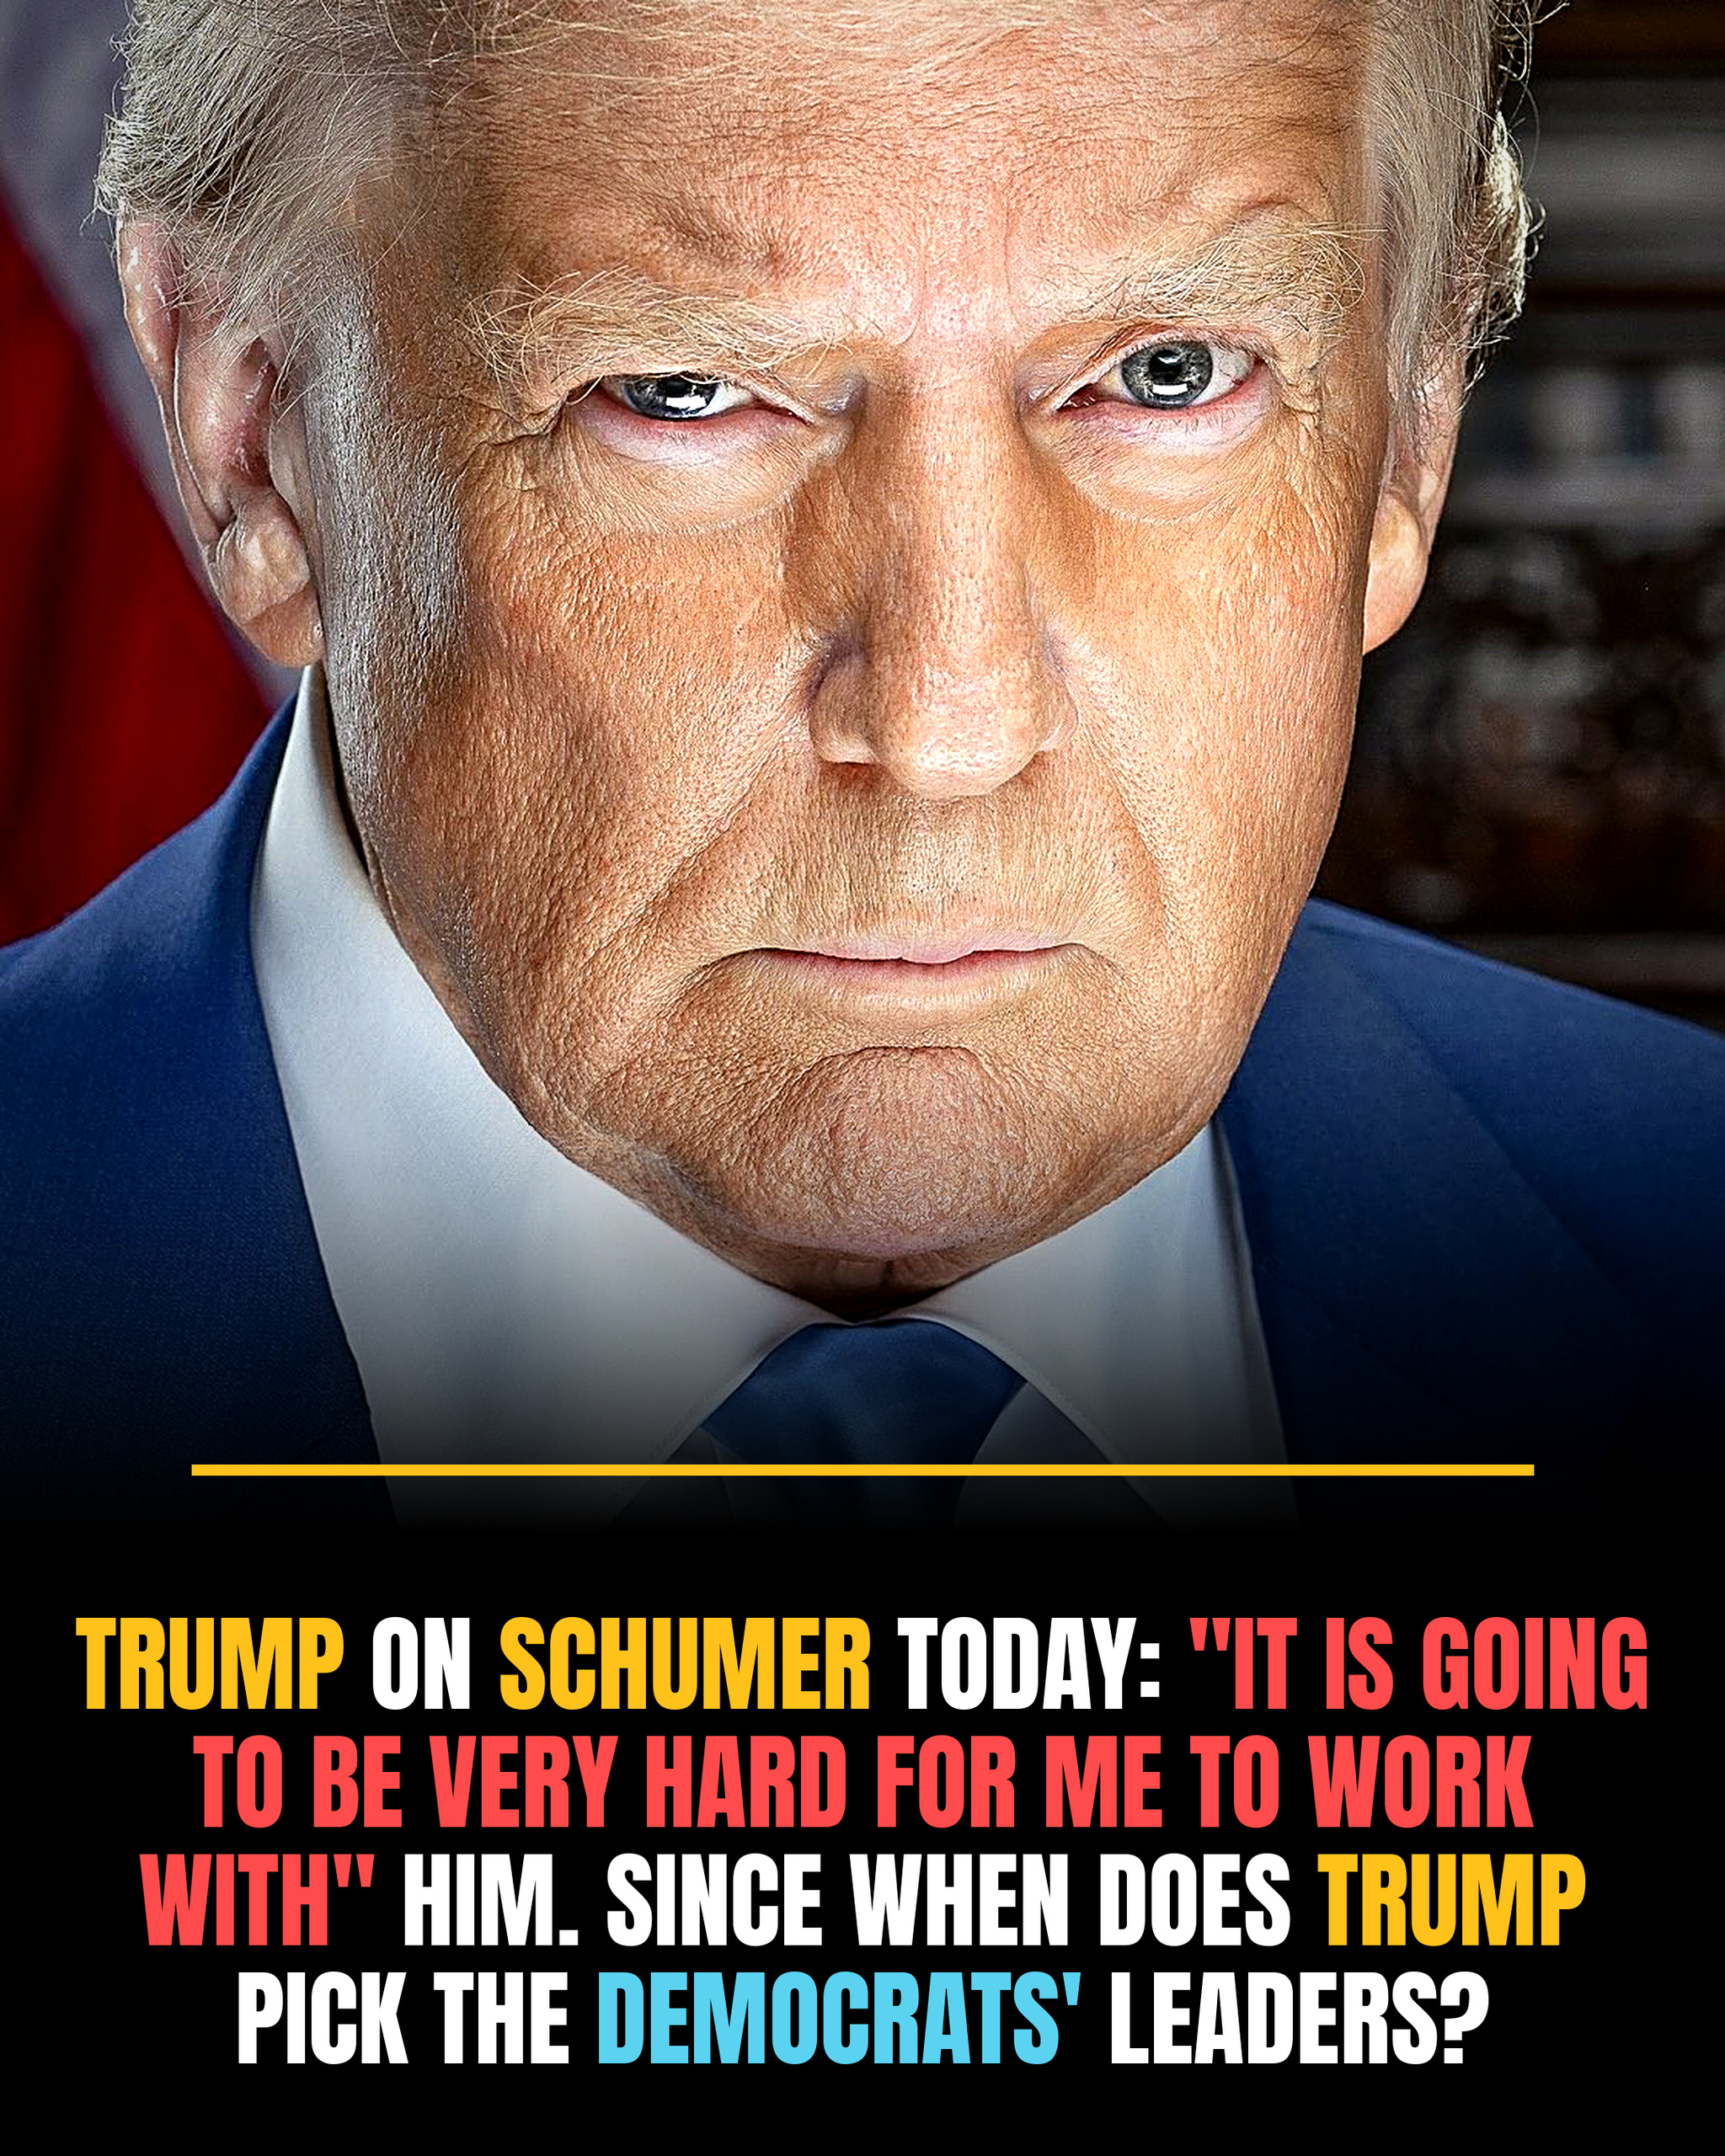 TRUMP ON SCHUMER TODAY: "IT IS GOING
TO BE VERY HARD FOR ME TO WORK
WITH" HIM. SINCE WHEN DOES TRUMP
PICK THE DEMOCRATS' LEADERS?